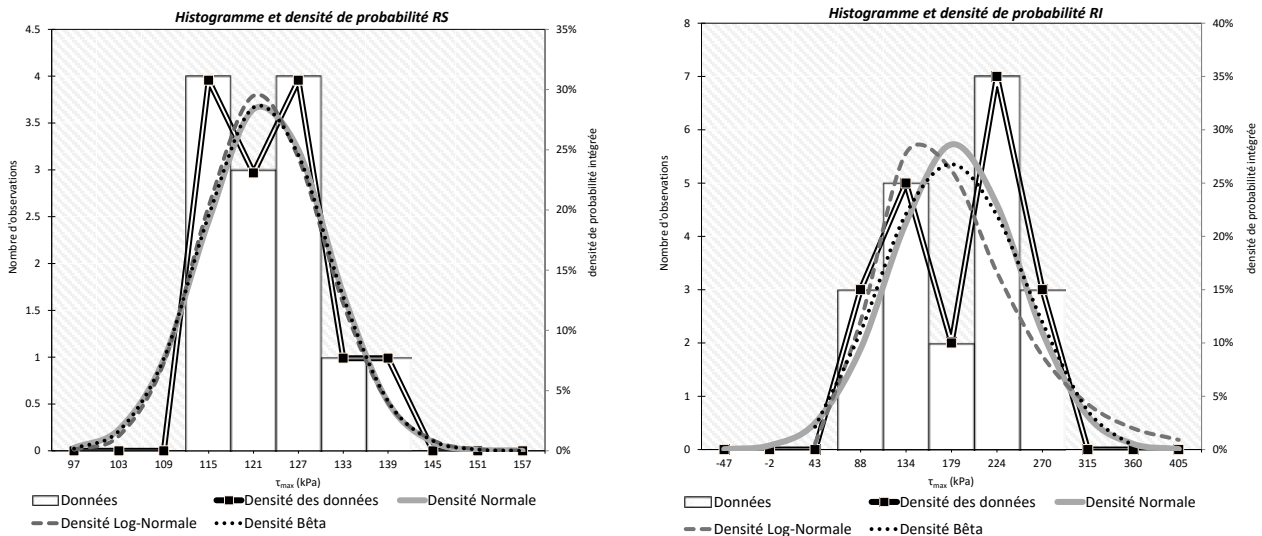 Histogramme et densité de probabilité RS
4.5
4
3.5
3
2.5
2
1.5
1
0.5
0
Nombre d'observations
35%
30%
25%
20%
15%
10%
5%
0%
densité de probabilité intégrée
97 103 109 115 121 127 133 139 145 151 157
τmax (kPa)
Données Densité des données Densité Normale
Densité Log-Normale Densité Bêta
Histogramme et densité de probabilité RI
8
7
6
5
4
3
2
1
0
Nombre d'observations
40%
35%
30%
25%
20%
15%
10%
5%
0%
densité de probabilité intégrée
-47 -2 43 88 134 179 224 270 315 360 405
τmax (kPa)
Données Densité des données Densité Normale
Densité Log-Normale Densité Bêta